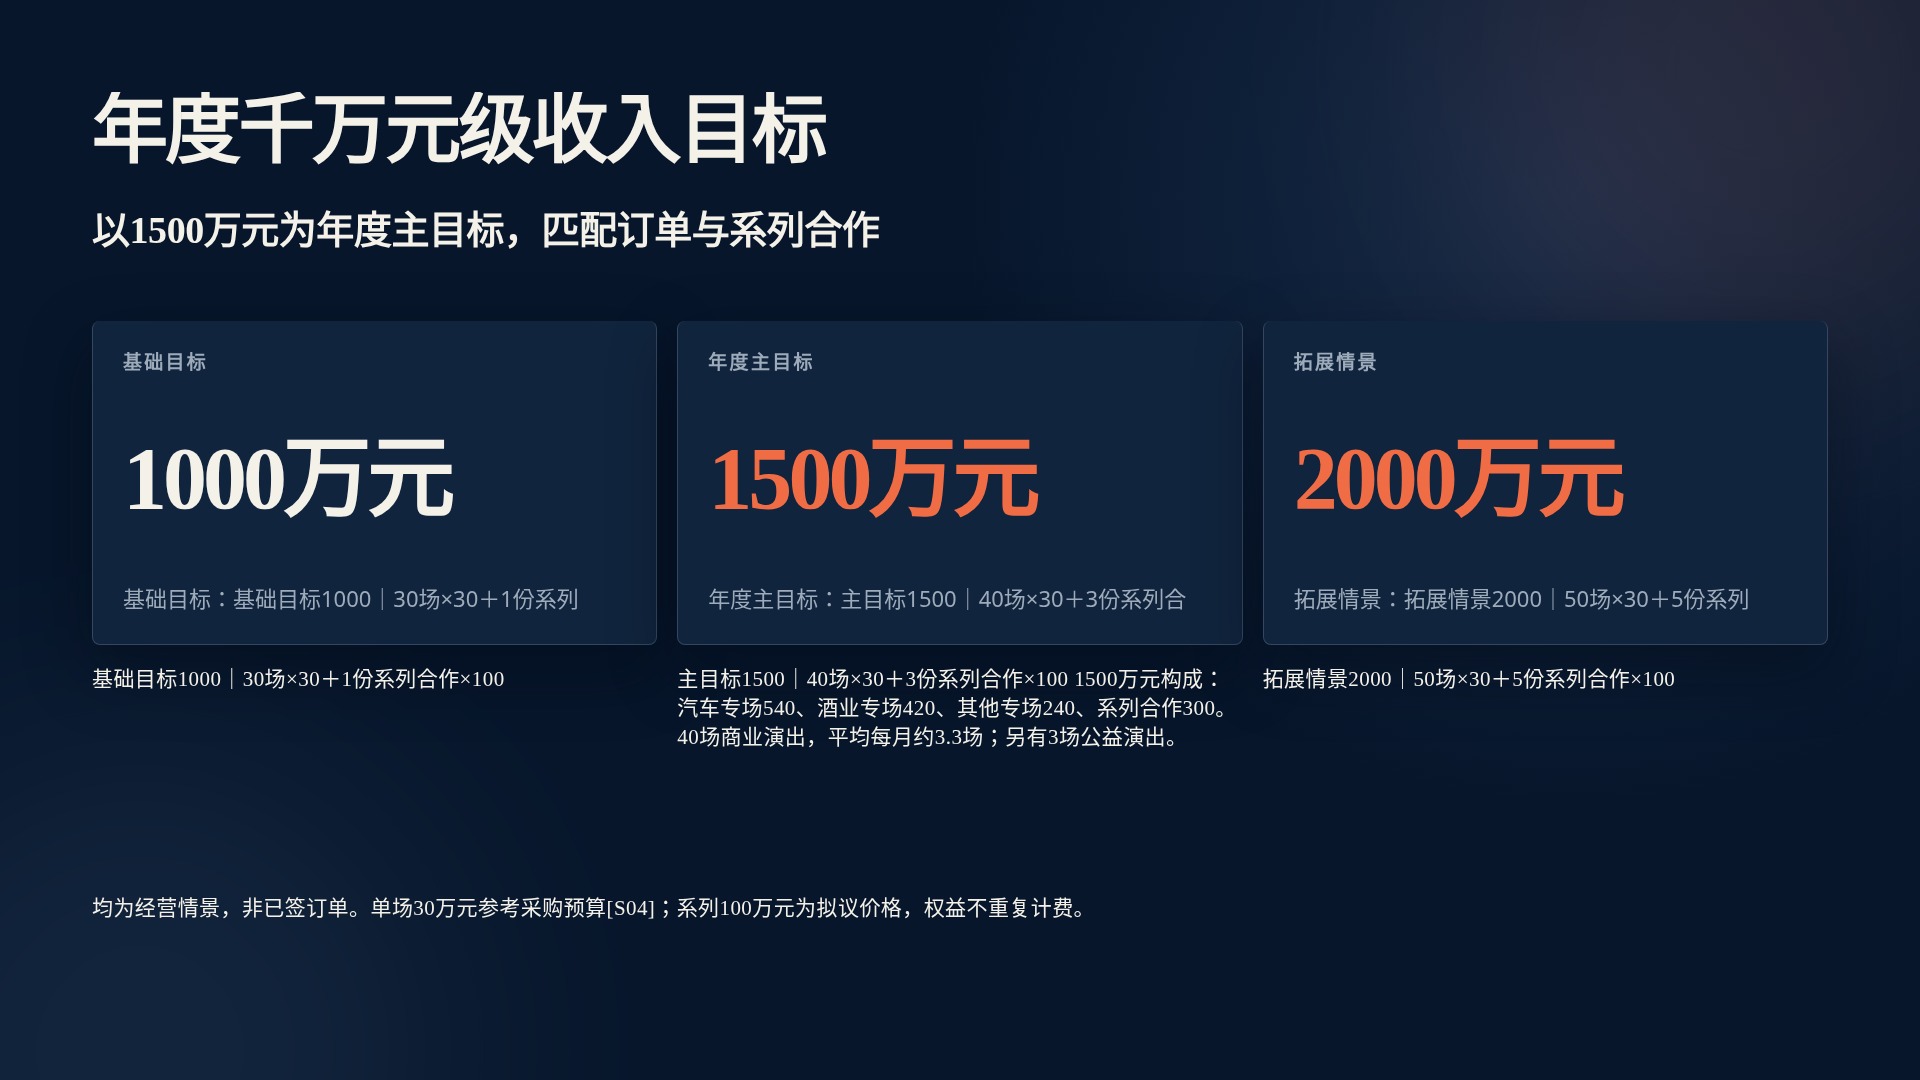 年度千万元级收入目标
以1500万元为年度主目标，匹配订单与系列合作
基础目标
1000万元
基础目标：基础目标1000｜30场×30＋1份系列
基础目标1000｜30场×30＋1份系列合作×100
年度主目标
1500万元
年度主目标：主目标1500｜40场×30＋3份系列合
主目标1500｜40场×30＋3份系列合作×100 1500万元构成：
汽车专场540、酒业专场420、其他专场240、系列合作300。
40场商业演出，平均每月约3.3场；另有3场公益演出。
拓展情景
2000万元
拓展情景：拓展情景2000｜50场×30＋5份系列
拓展情景2000｜50场×30＋5份系列合作×100
均为经营情景，非已签订单。单场30万元参考采购预算[S04]；系列100万元为拟议价格，权益不重复计费。